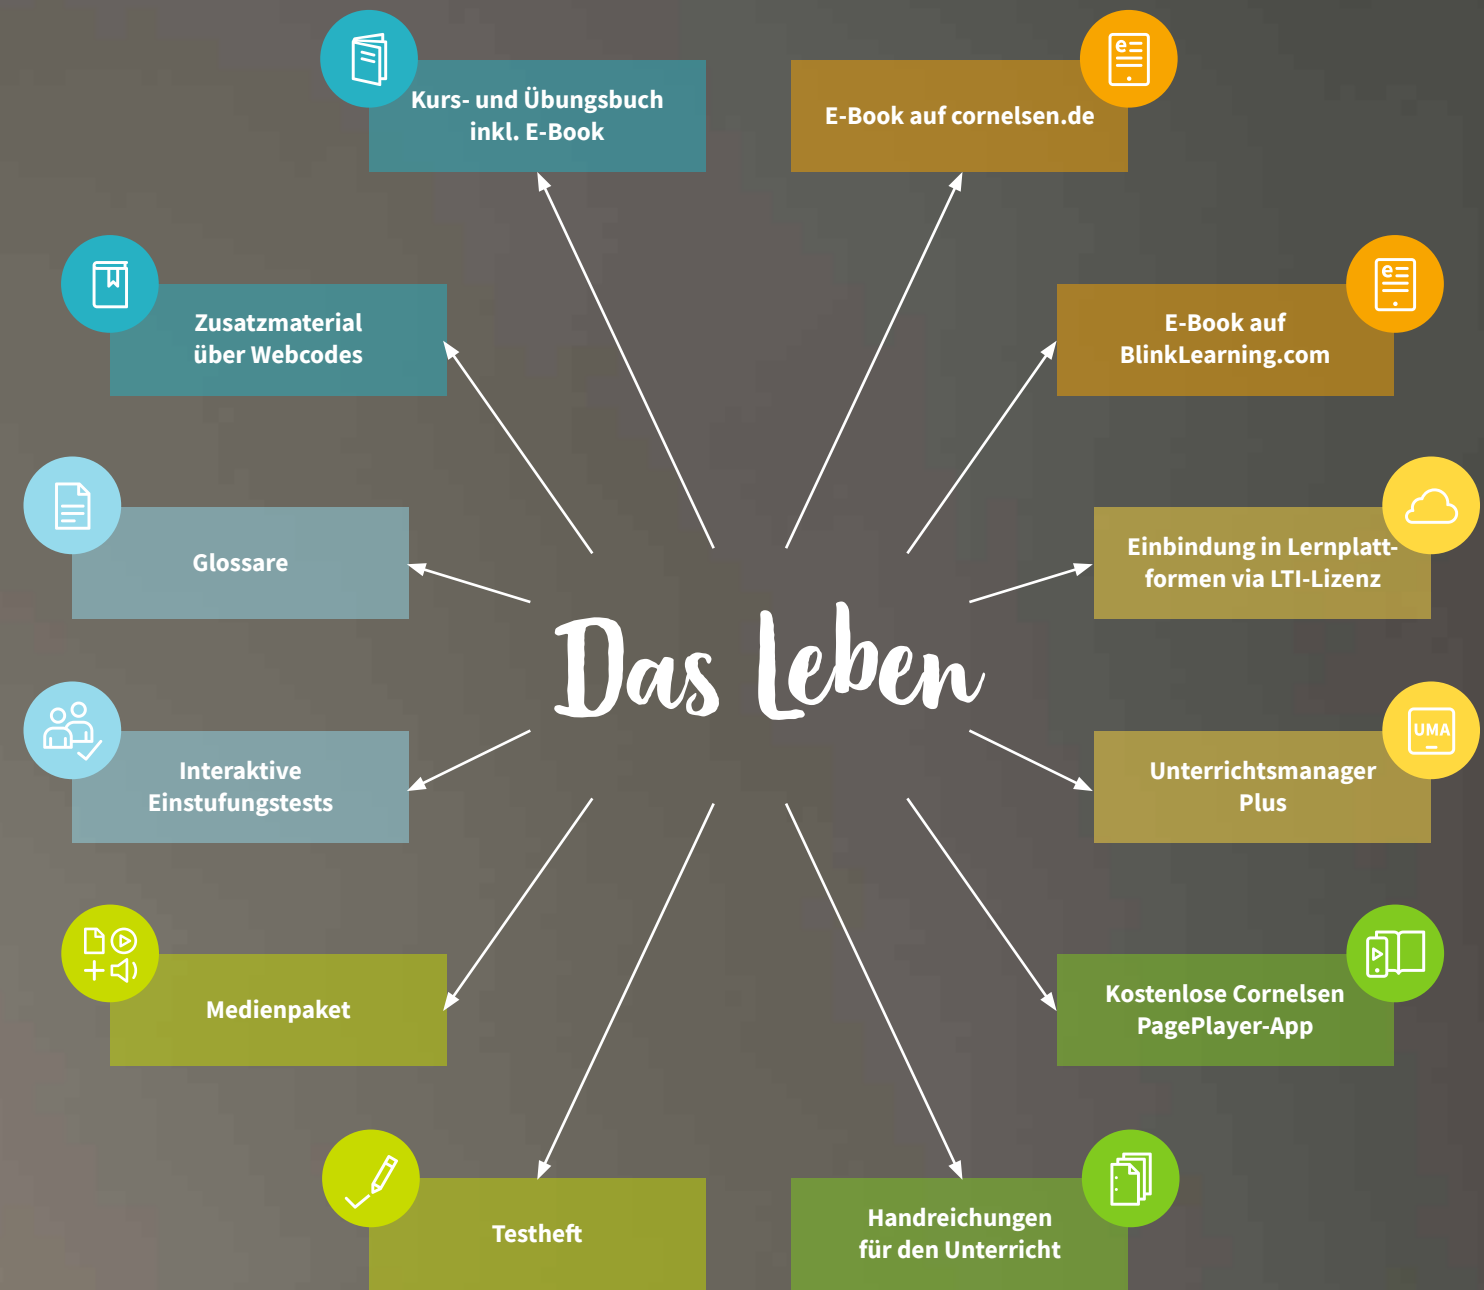 Kurs- und Übungsbuch
inkl. E-Book
E-Book auf cornelsen.de
Zusatzmaterial
über Webcodes
E-Book auf
BlinkLearning.com
Glossare
Einbindung in Lernplatt-
formen via LTI-Lizenz
Das Leben
Interaktive
Einstufungstests
UMA
Unterrichtsmanager
Plus
Medienpaket
Kostenlose Cornelsen
PagePlayer-App
Testheft
Handreichungen
für den Unterricht